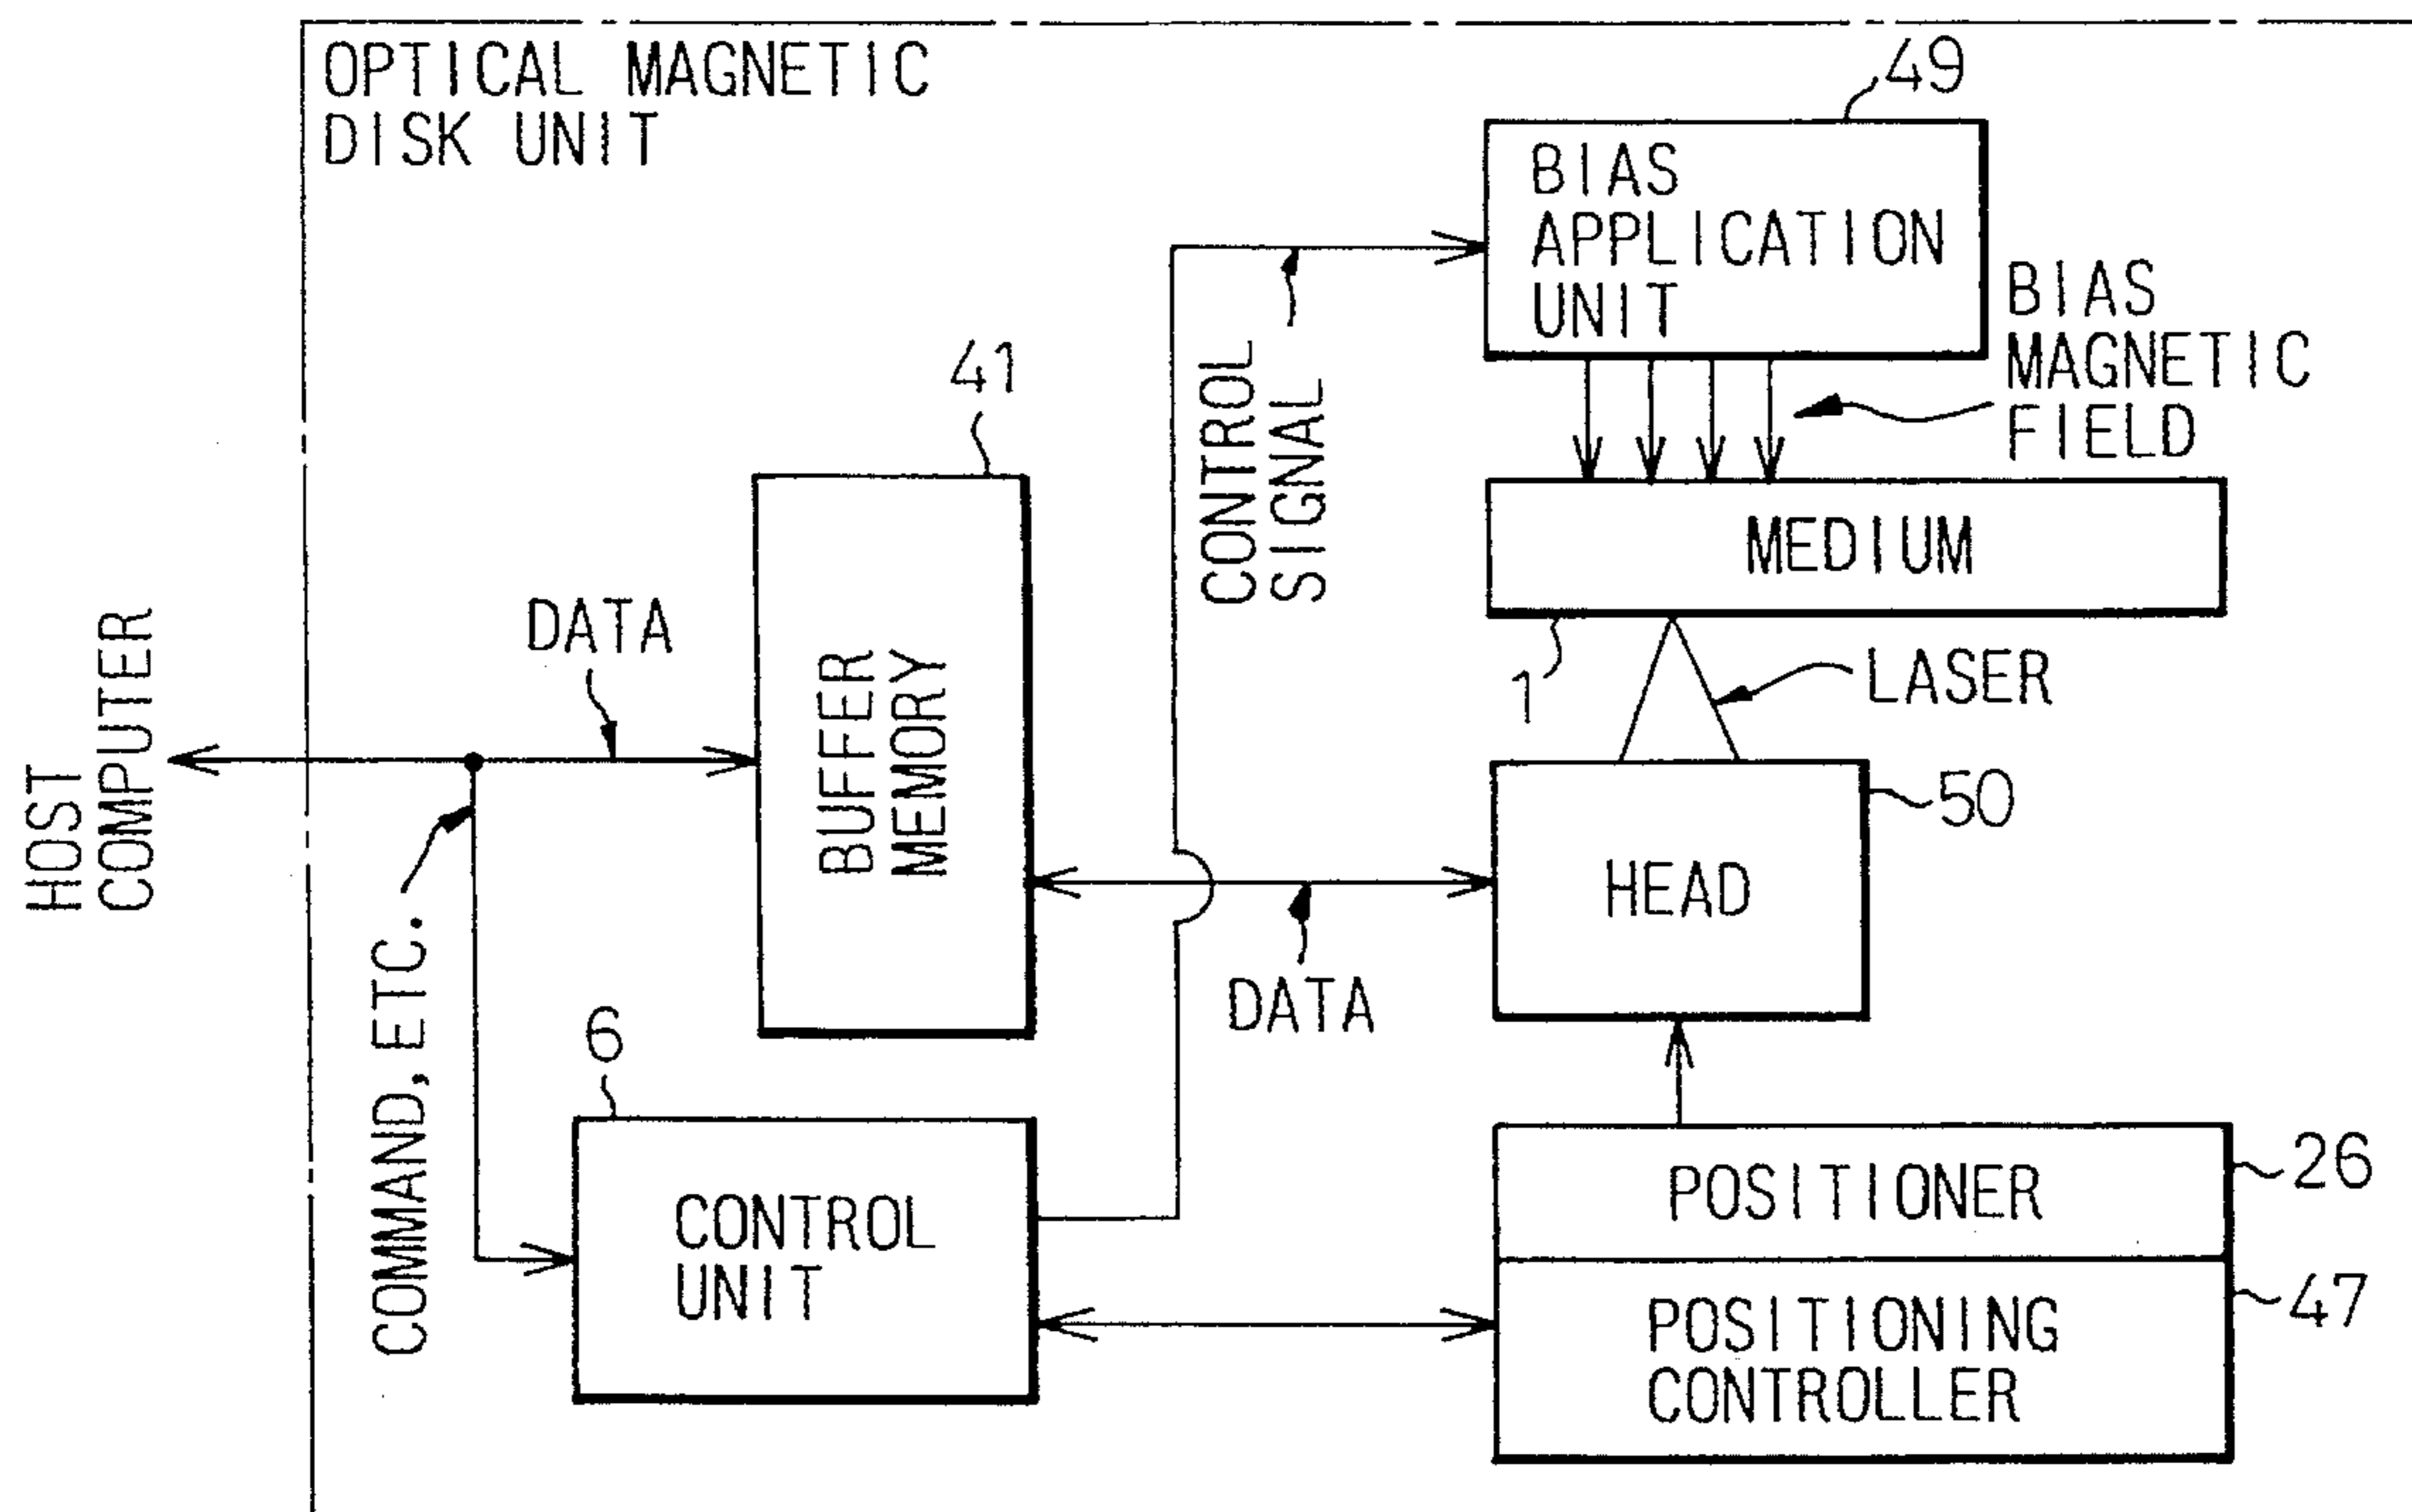 OPTICAL MAGNETIC
DISK UNIT
49
BIAS
APPLICATION
UNIT
BIAS
MAGNETIC
FIELD
41
CONTROL
SIGNAL
MEDIUM
1
LASER
HOST
COMPUTER
DATA
BUFFER
MEMORY
50
HEAD
DATA
COMMAND, ETC.
6
CONTROL
UNIT
POSITIONER
26
POSITIONING
CONTROLLER
47